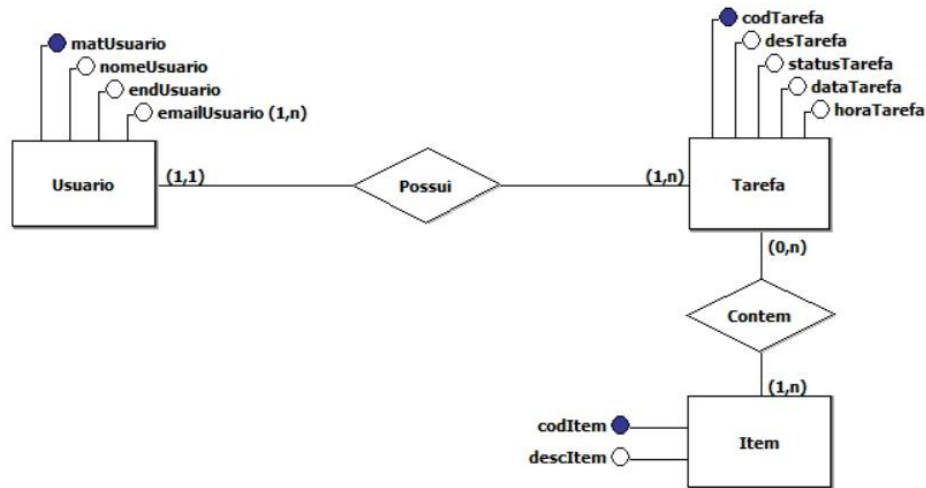 matUsuario
nomeUsuario
endUsuario
emailUsuario (1,n)
codTarefa
desTarefa
statusTarefa
dataTarefa
horaTarefa
Usuario
(1,1)
Possui
(1,n)
Tarefa
(0,n)
Contem
(1,n)
codItem
descItem
Item